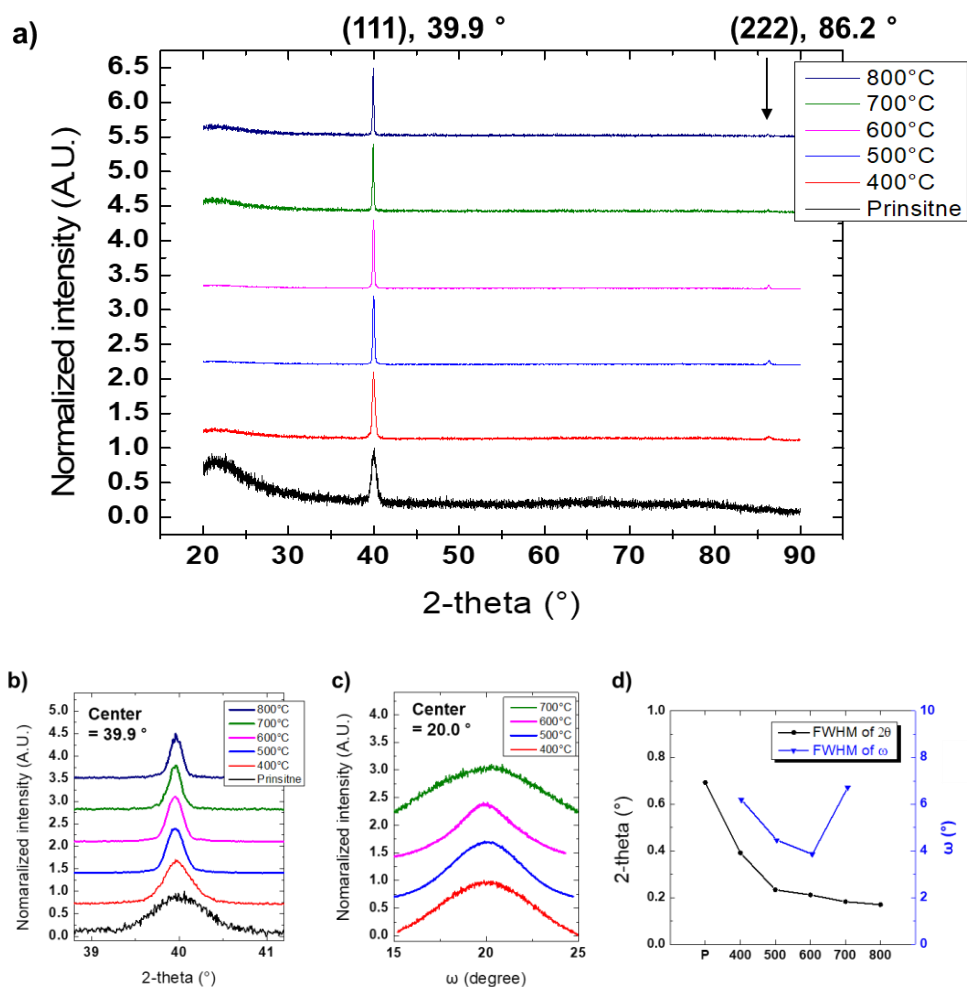 a)
(111), 39.9 °
(222), 86.2 °
Normalized intensity (A.U.)
6.5
6.0
5.5
5.0
4.5
4.0
3.5
3.0
2.5
2.0
1.5
1.0
0.5
0.0
800°C
700°C
600°C
500°C
400°C
Prinsitne
20 30 40 50 60 70 80 90
2-theta (°)
b)
Nomaralized intensity (A.U.)
5.0
4.5
4.0
3.5
3.0
2.5
2.0
1.5
1.0
0.5
0.0
Center
= 39.9 °
800°C
700°C
600°C
500°C
400°C
Prinsitne
39 40 41
2-theta (°)
c)
Nomaralized intensity (A.U.)
4.0
3.5
3.0
2.5
2.0
1.5
1.0
0.5
0.0
Center
= 20.0 °
700°C
600°C
500°C
400°C
15 20 25
ω (degree)
d)
2-theta (°)
1.0
0.8
0.6
0.4
0.2
0.0
FWHM of 2θ
FWHM of ω
P 400 500 600 700 800
10
8
6
4
2
0
ω (°)